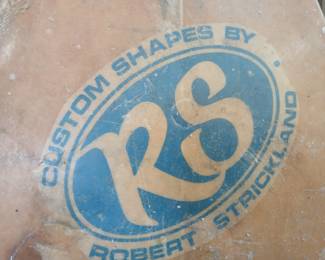 CUSTOM SHAPES BY
RS
ROBERT STRICKLAND